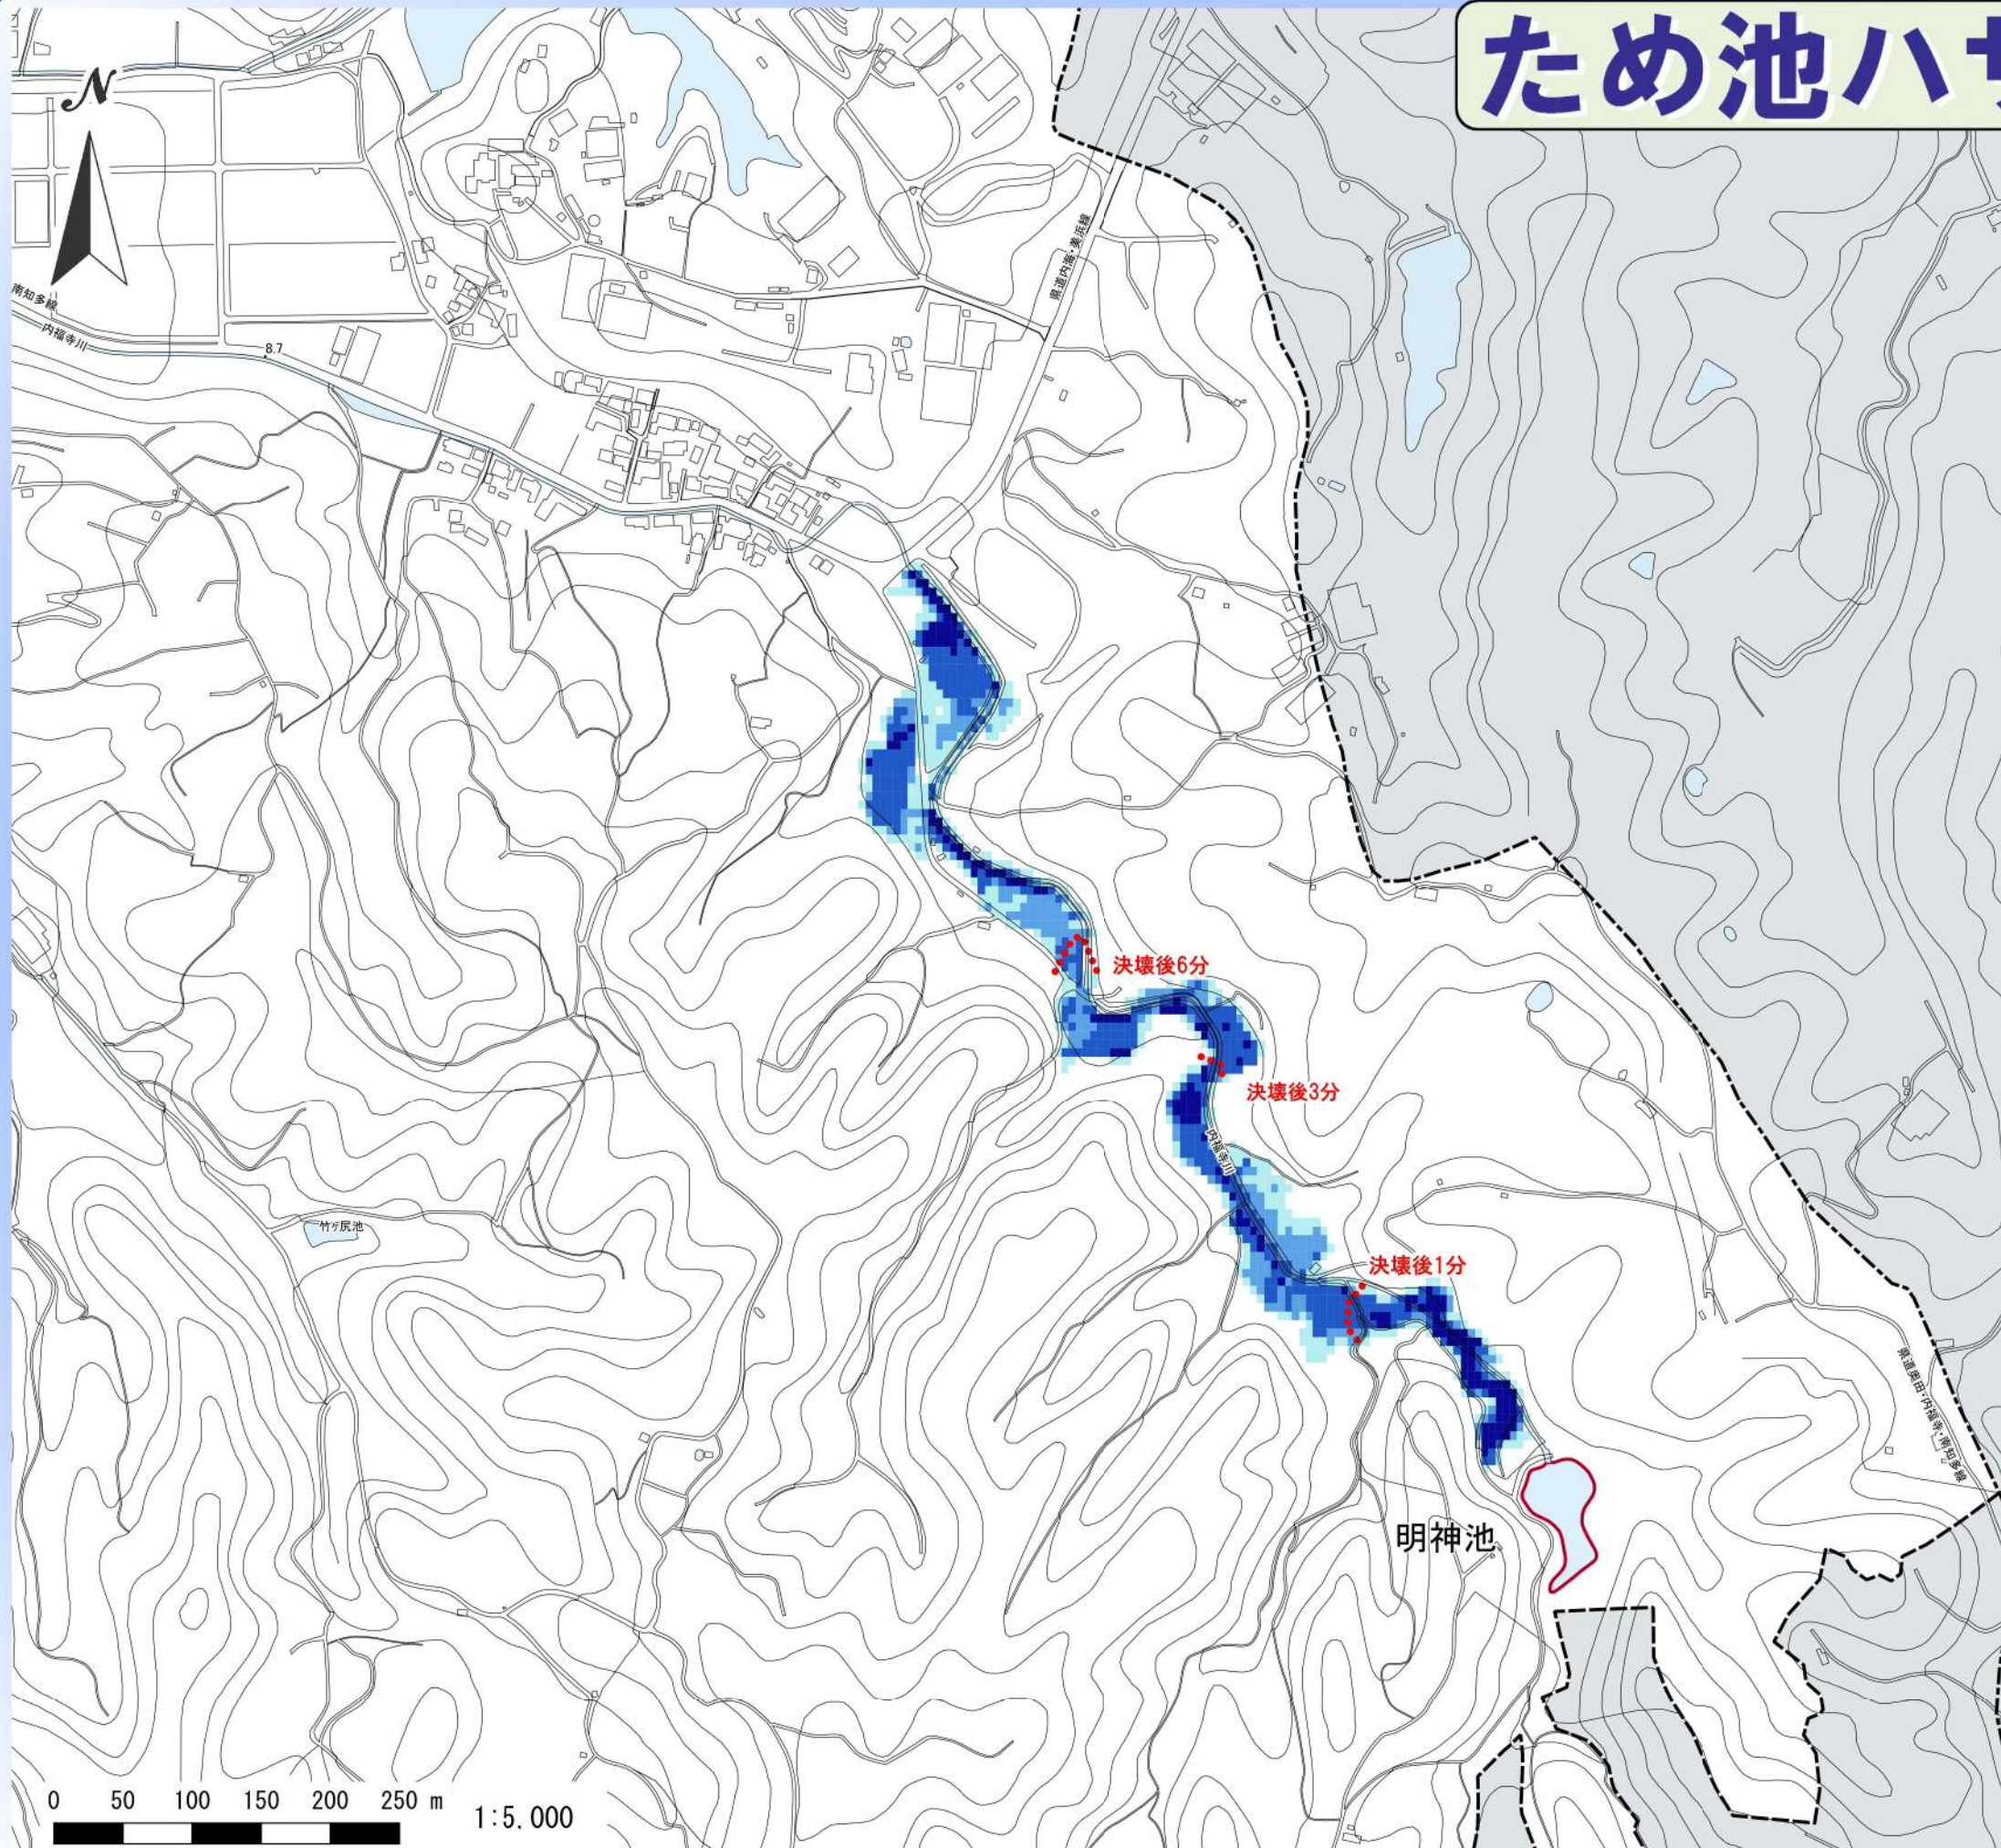 ため池ハザ
N
県道内海・美浜線
南知多線
内福寺川
8.7
決壊後6分
決壊後3分
内福寺川
竹ヶ尻池
決壊後1分
県道奥田・内福寺・南知多線
明神池
0 50 100 150 200 250 m
1:5,000